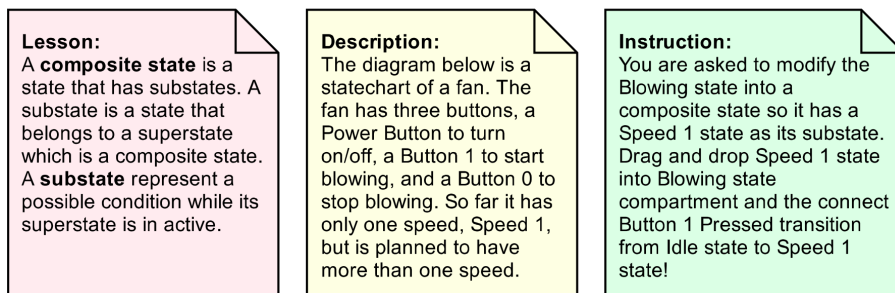 Lesson:
A composite state is a
state that has substates. A
substate is a state that
belongs to a superstate
which is a composite state.
A substate represent a
possible condition while its
superstate is in active.
Description:
The diagram below is a
statechart of a fan. The
fan has three buttons, a
Power Button to turn
on/off, a Button 1 to start
blowing, and a Button 0 to
stop blowing. So far it has
only one speed, Speed 1,
but is planned to have
more than one speed.
Instruction:
You are asked to modify the
Blowing state into a
composite state so it has a
Speed 1 state as its substate.
Drag and drop Speed 1 state
into Blowing state
compartment and the connect
Button 1 Pressed transition
from Idle state to Speed 1
state!